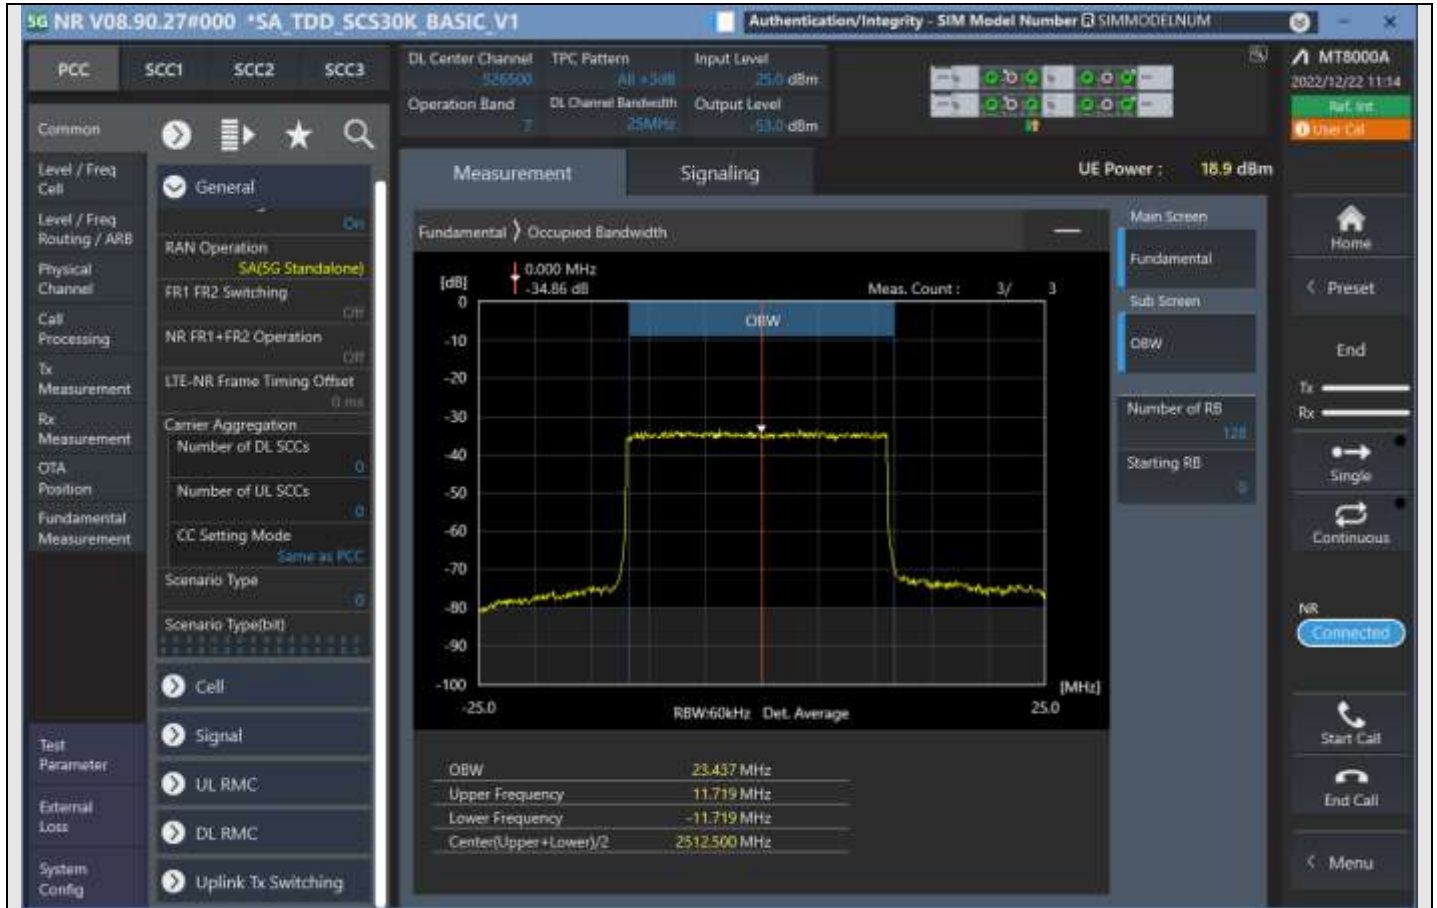 5G NR V08.90.27#000 *SA_TDD_SCS30K_BASIC_V1
Authentication/Integrity - SIM Model Number SIMMODELNUM
PCC SCC1 SCC2 SCC3
DL Center Channel
526500
TPC Pattern
All +3dB
Input Level
25.0 dBm
Operation Band
7
DL Channel Bandwidth
25MHz
Output Level
-53.0 dBm
MT8000A
2022/12/22 11:14
Ref. Int.
User Cal
Common
Level / Freq
Cell
Level / Freq
Routing / ARB
Physical
Channel
Call
Processing
Tx
Measurement
Rx
Measurement
OTA
Position
Fundamental
Measurement
Test
Parameter
External
Loss
System
Config
General
On
RAN Operation
SA(5G Standalone)
FR1 FR2 Switching
Off
NR FR1+FR2 Operation
Off
LTE-NR Frame Timing Offset
0 ms
Carrier Aggregation
Number of DL SCCs
0
Number of UL SCCs
0
CC Setting Mode
Same as PCC
Scenario Type
0
Scenario Type(bit)
Cell
Signal
UL RMC
DL RMC
Uplink Tx Switching
Measurement Signaling
UE Power : 18.9 dBm
Fundamental Occupied Bandwidth
0.000 MHz
-34.86 dB
Meas. Count : 3/ 3
[dB]
0
-10
-20
-30
-40
-50
-60
-70
-80
-90
-100
OBW
[MHz]
-25.0
RBW:60kHz Det. Average
25.0
OBW 23.437 MHz
Upper Frequency 11.719 MHz
Lower Frequency -11.719 MHz
Center(Upper+Lower)/2 2512.500 MHz
Main Screen
Fundamental
Sub Screen
OBW
Number of RB
128
Starting RB
0
Home
Preset
End
Tx
Rx
Single
Continuous
NR
Connected
Start Call
End Call
Menu